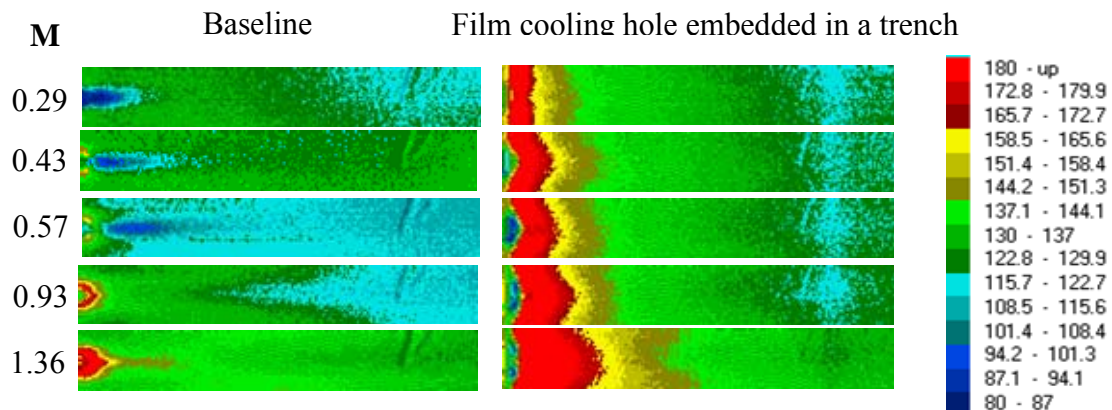 M
Baseline
Film cooling hole embedded in a trench
0.29
0.43
0.57
0.93
1.36
180 - up
172.8 - 179.9
165.7 - 172.7
158.5 - 165.6
151.4 - 158.4
144.2 - 151.3
137.1 - 144.1
130 - 137
122.8 - 129.9
115.7 - 122.7
108.5 - 115.6
101.4 - 108.4
94.2 - 101.3
87.1 - 94.1
80 - 87